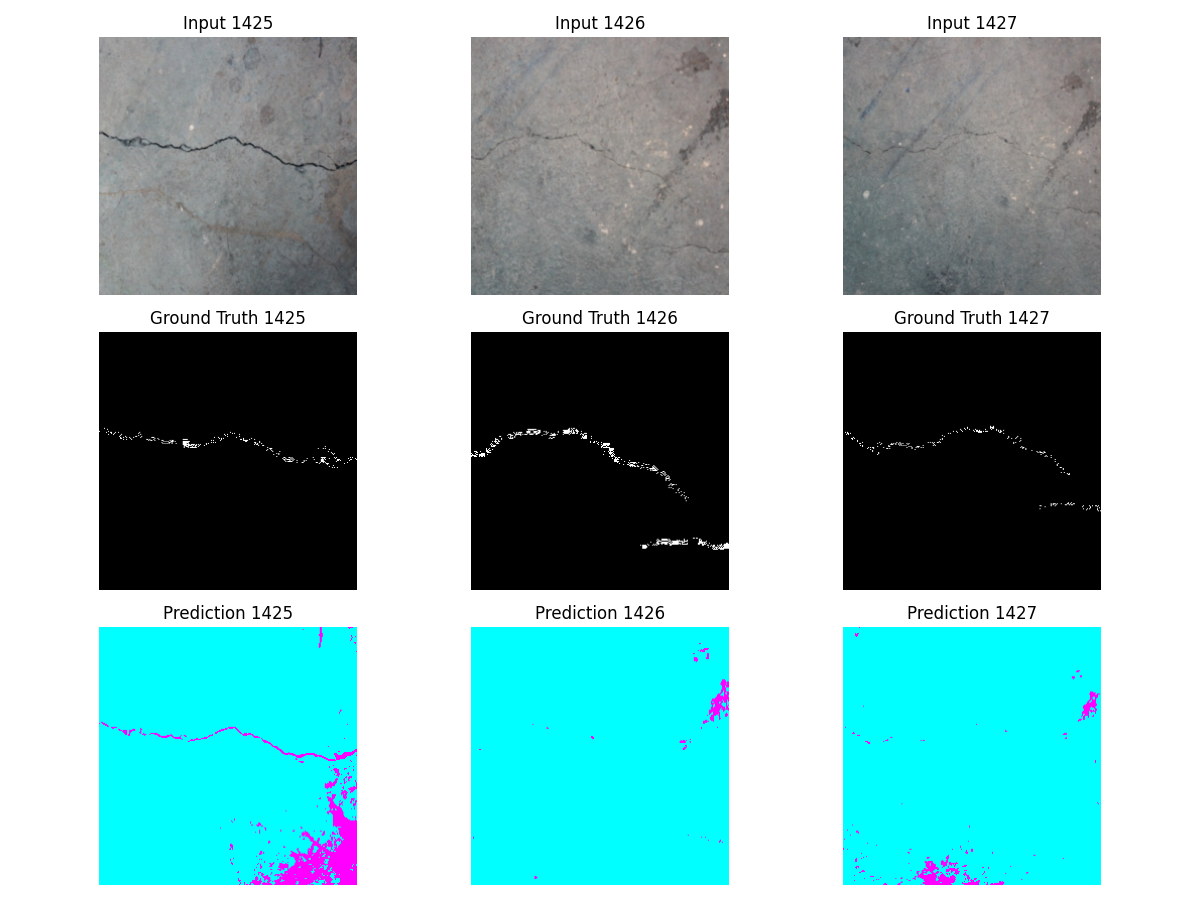 Input 1425
Input 1426
Input 1427
Ground Truth 1425
Ground Truth 1426
Ground Truth 1427
Prediction 1425
Prediction 1426
Prediction 1427